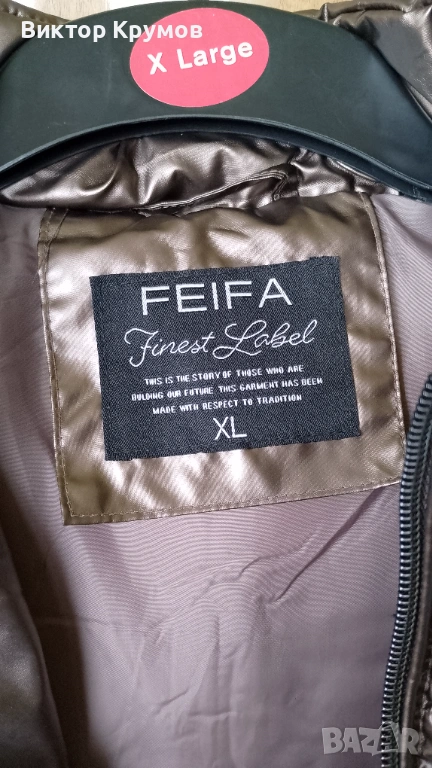 Виктор Крумов
X Large
FEIFA
Finest Label
THIS IS THE STORY OF THOSE WHO ARE
BUILDING OUR FUTURE THIS GARMENT HAS BEEN
MADE WITH RESPECT TO TRADITION
XL
BAZAR